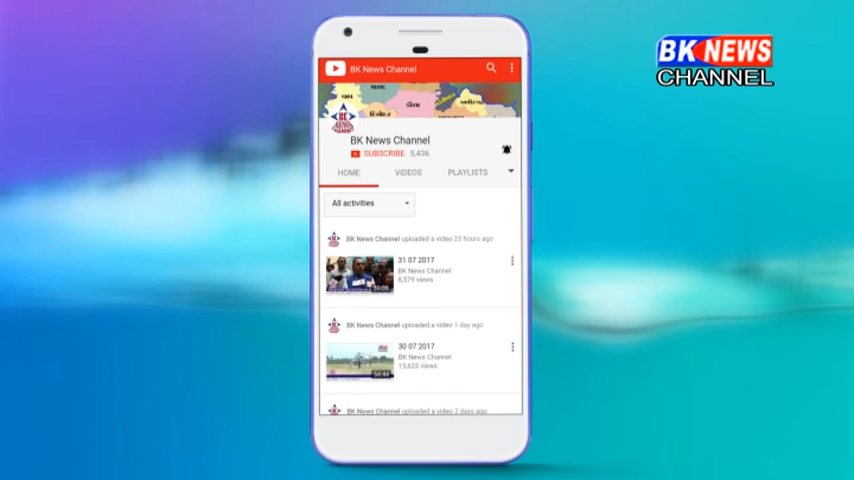 BK NEWS
CHANNEL
BK News Channel
BK News Channel
SUBSCRIBE 5,436
HOME VIDEOS PLAYLISTS
All activities
BK News Channel uploaded a video 23 hours ago
31 07 2017
BK News Channel
8,579 views
BK News Channel uploaded a video 1 day ago
30 07 2017
BK News Channel
13,623 views
54:44
BK News Channel uploaded a video 2 days ago